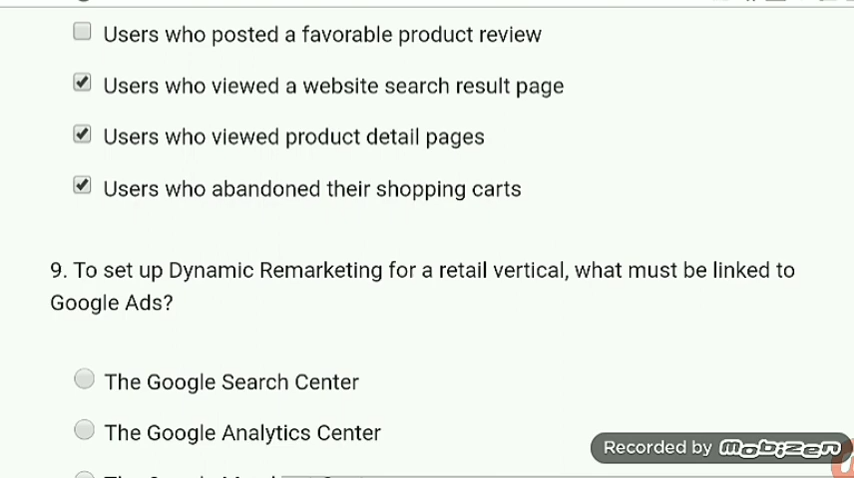 Users who posted a favorable product review
Users who viewed a website search result page
Users who viewed product detail pages
Users who abandoned their shopping carts
9. To set up Dynamic Remarketing for a retail vertical, what must be linked to
Google Ads?
The Google Search Center
The Google Analytics Center
Recorded by Mobizen